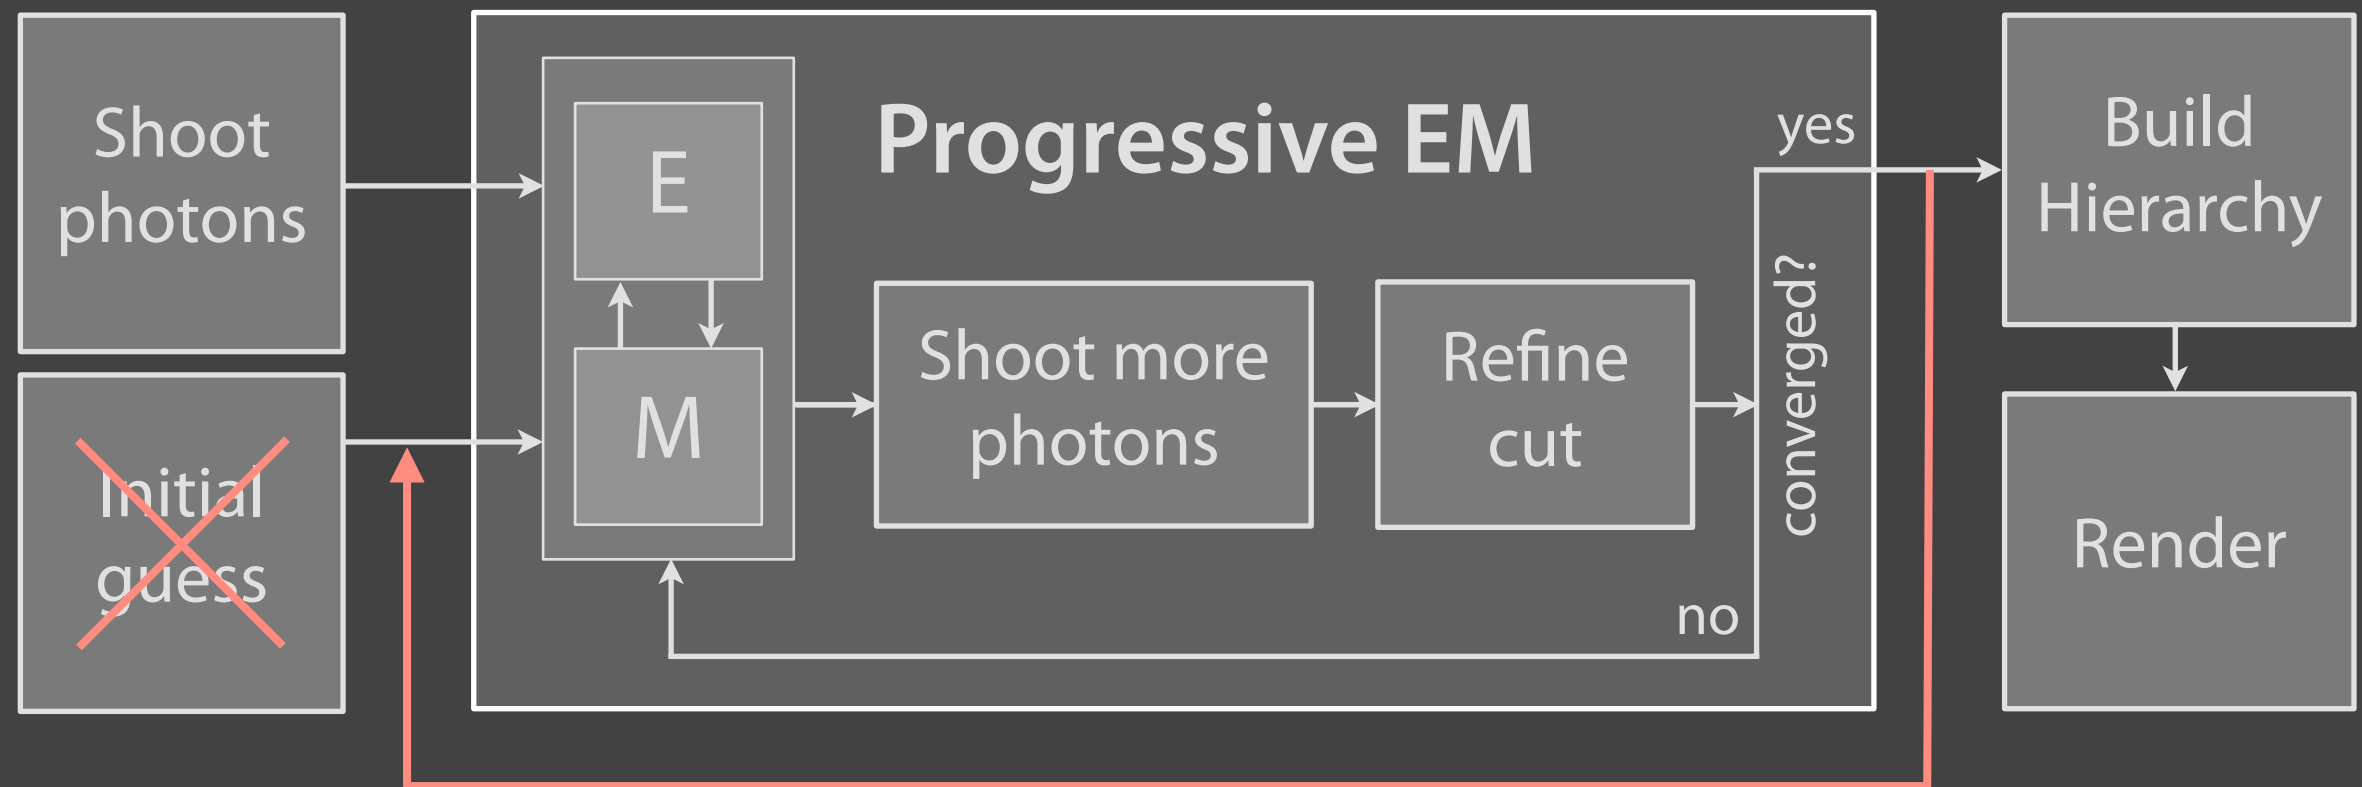 Shoot
photons
Initial
guess
Progressive EM
E
M
Shoot more
photons
Refine
cut
converged?
yes
no
Build
Hierarchy
Render